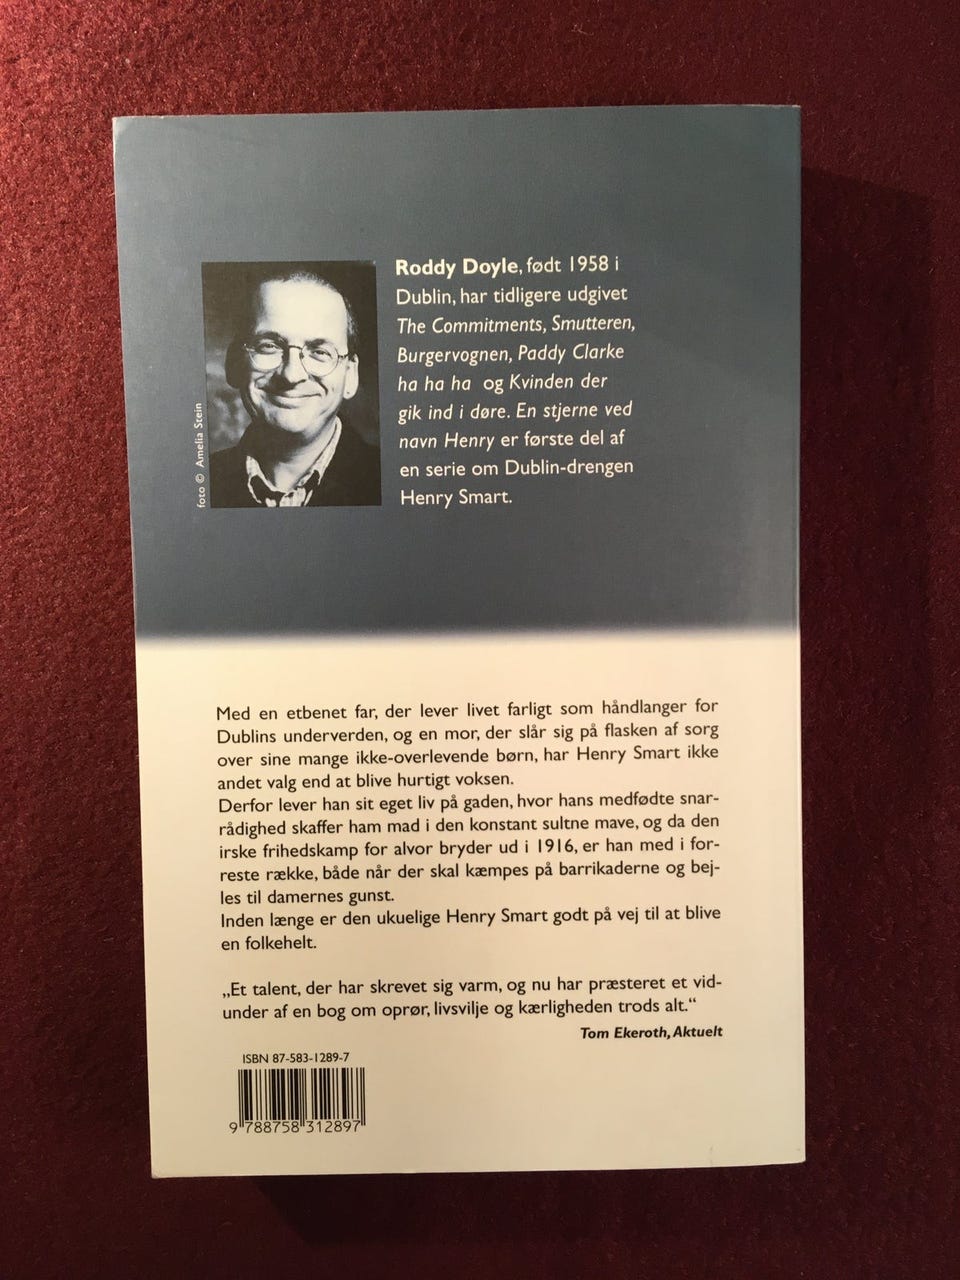 Roddy Doyle, født 1958 i
Dublin, har tidligere udgivet
The Commitments, Smutteren,
Burgervognen, Paddy Clarke
ha ha ha og Kvinden der
gik ind i døre. En stjerne ved
navn Henry er første del af
en serie om Dublin-drengen
Henry Smart.
foto © Amelia Stein
Med en etbenet far, der lever livet farligt som håndlanger for
Dublins underverden, og en mor, der slår sig på flasken af sorg
over sine mange ikke-overlevende børn, har Henry Smart ikke
andet valg end at blive hurtigt voksen.
Derfor lever han sit eget liv på gaden, hvor hans medfødte snar-
rådighed skaffer ham mad i den konstant sultne mave, og da den
irske frihedskamp for alvor bryder ud i 1916, er han med i for-
reste række, både når der skal kæmpes på barrikaderne og bej-
les til damernes gunst.
Inden længe er den ukuelige Henry Smart godt på vej til at blive
en folkehelt.
„Et talent, der har skrevet sig varm, og nu har præsteret et vid-
under af en bog om oprør, livsvilje og kærligheden trods alt.“
Tom Ekeroth, Aktuelt
ISBN 87-583-1289-7
9 788758 312897